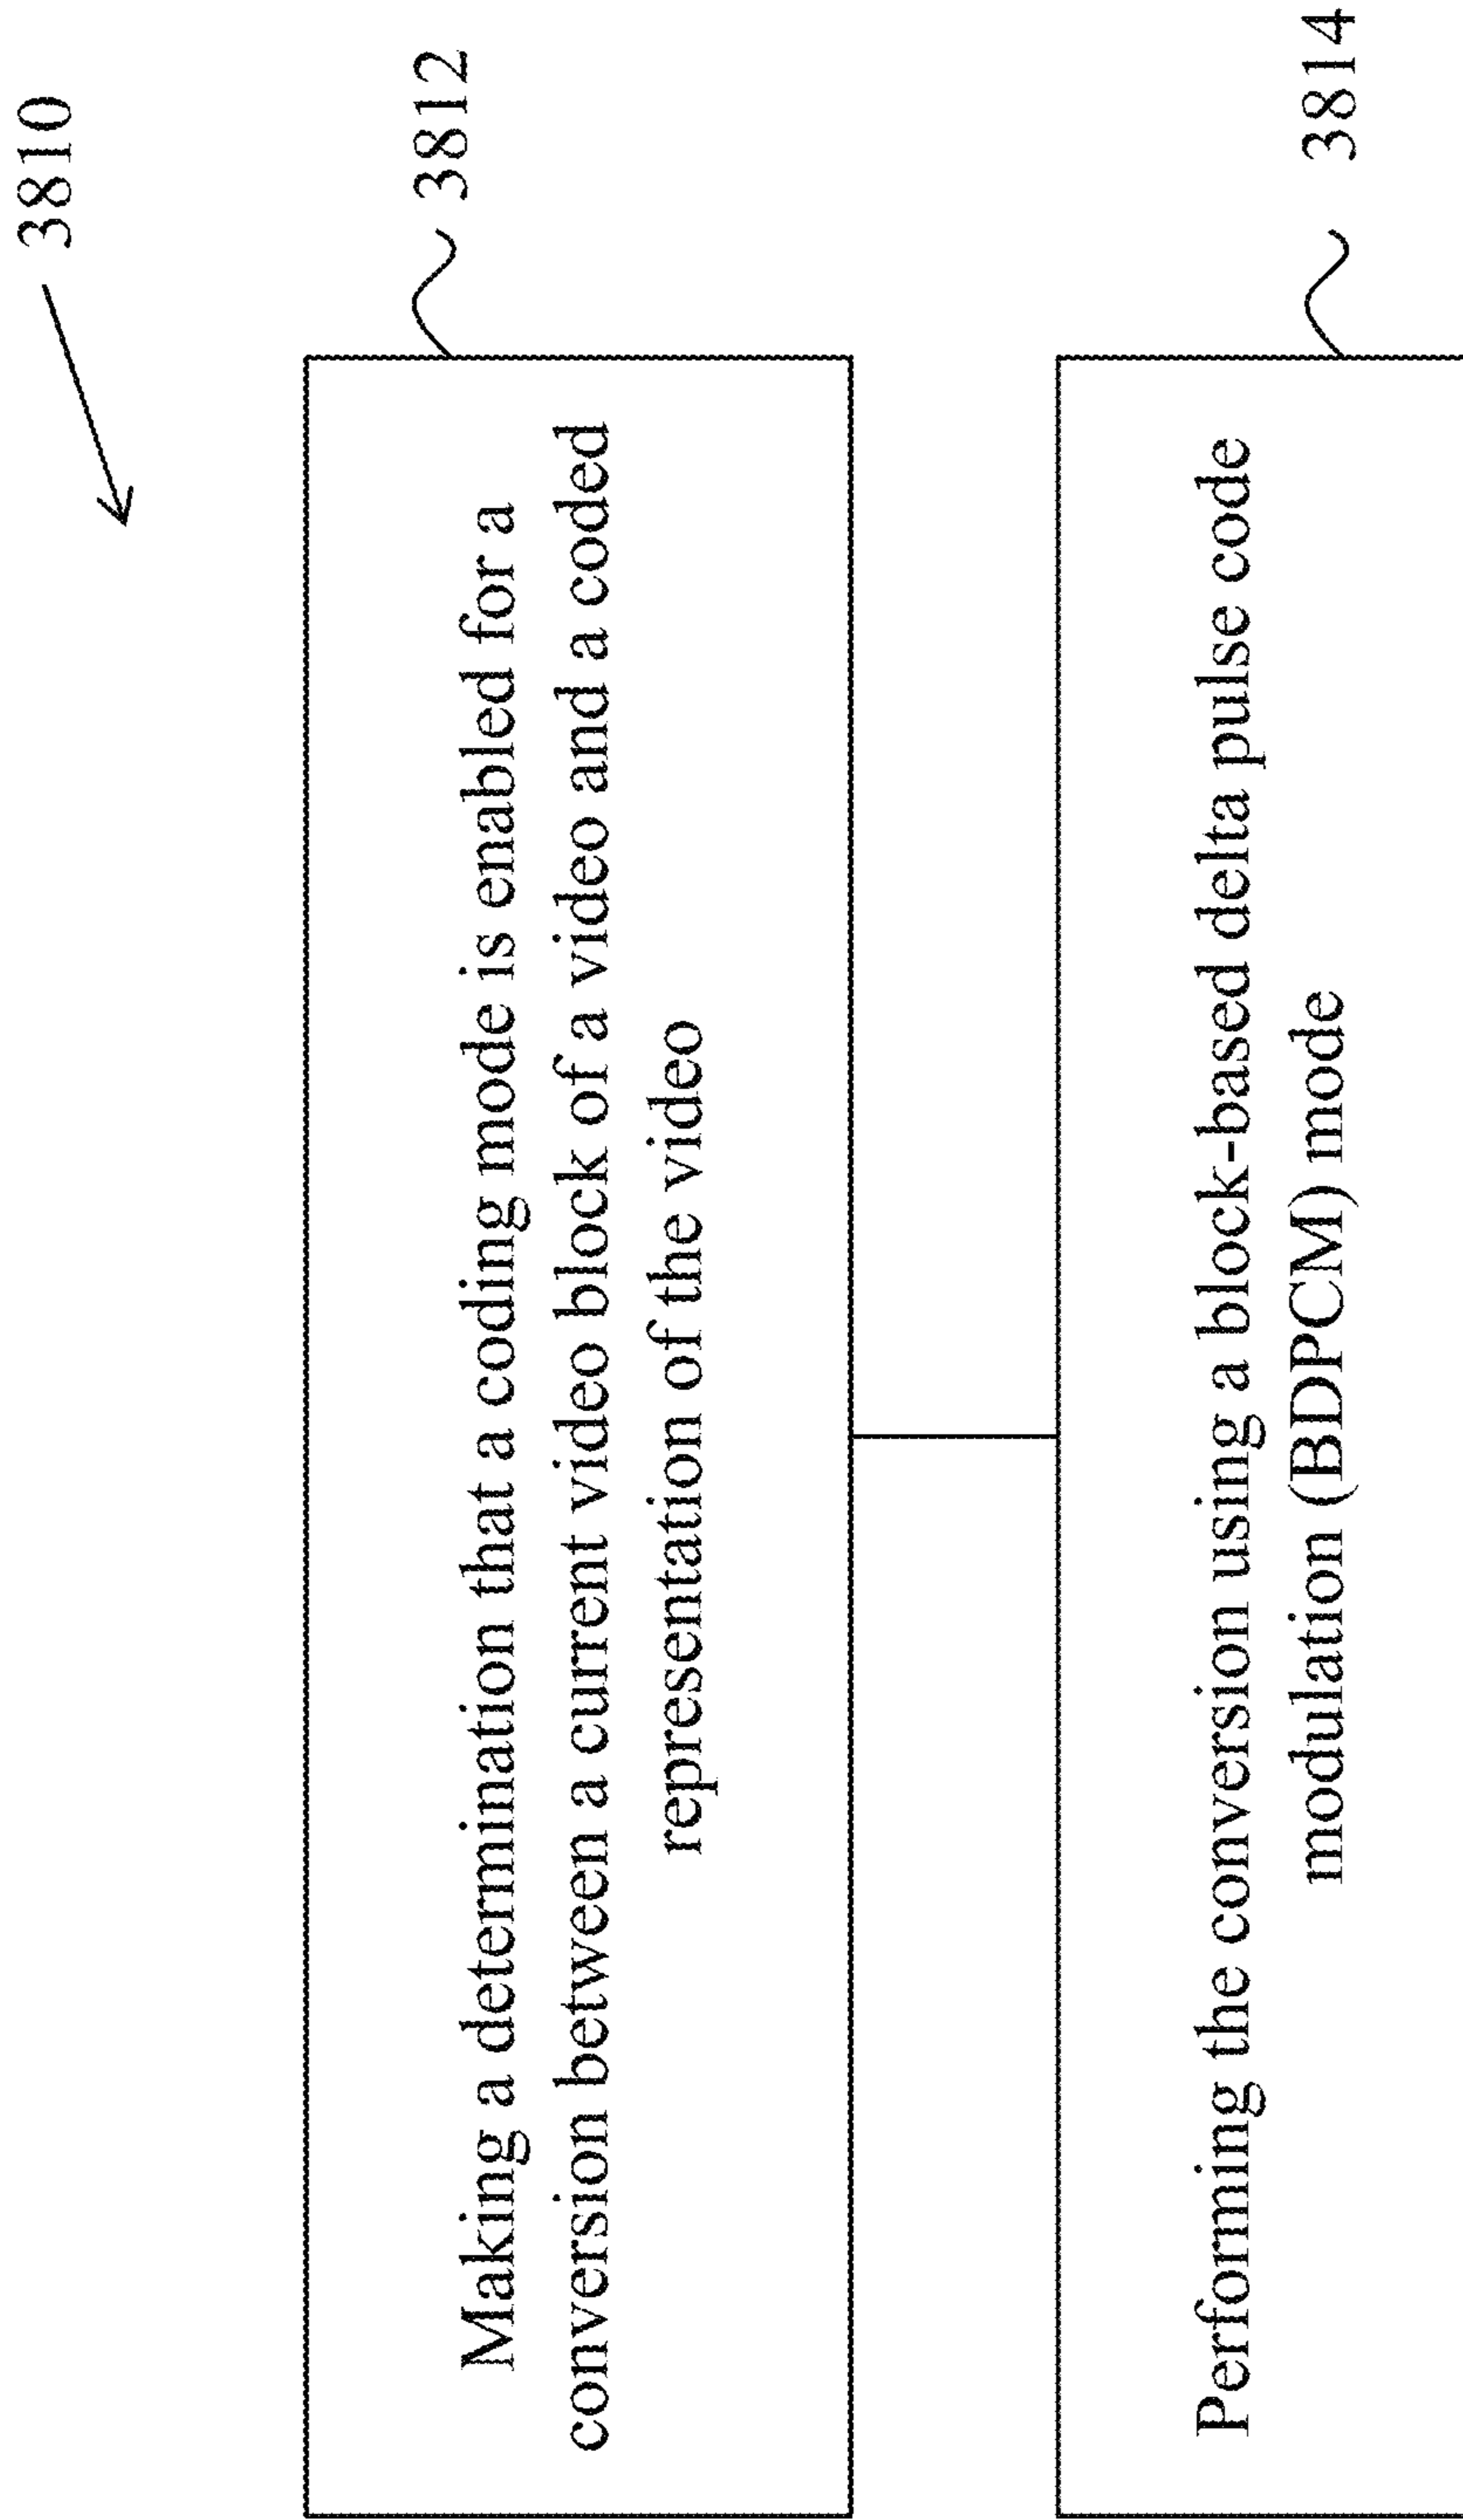 3810
3812
Making a determination that a coding mode is enabled for a
conversion between a current video block of a video and a coded
representation of the video
3814
Performing the conversion using a block-based delta pulse code
modulation (BDPCM) mode